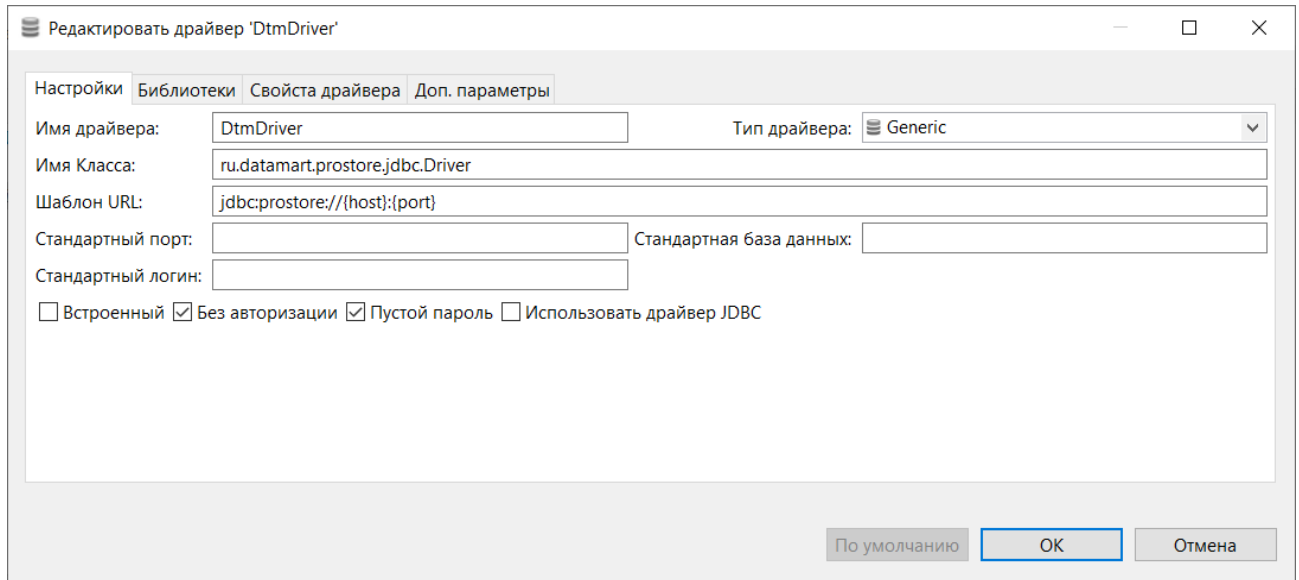 Редактировать драйвер 'DtmDriver'
Настройки Библиотеки Свойста драйвера Доп. параметры
Имя драйвера: DtmDriver Тип драйвера: Generic
Имя Класса: ru.datamart.prostore.jdbc.Driver
Шаблон URL: jdbc:prostore://{host}:{port}
Стандартный порт: Стандартная база данных:
Стандартный логин:
Встроенный Без авторизации Пустой пароль Использовать драйвер JDBC
По умолчанию ОК Отмена